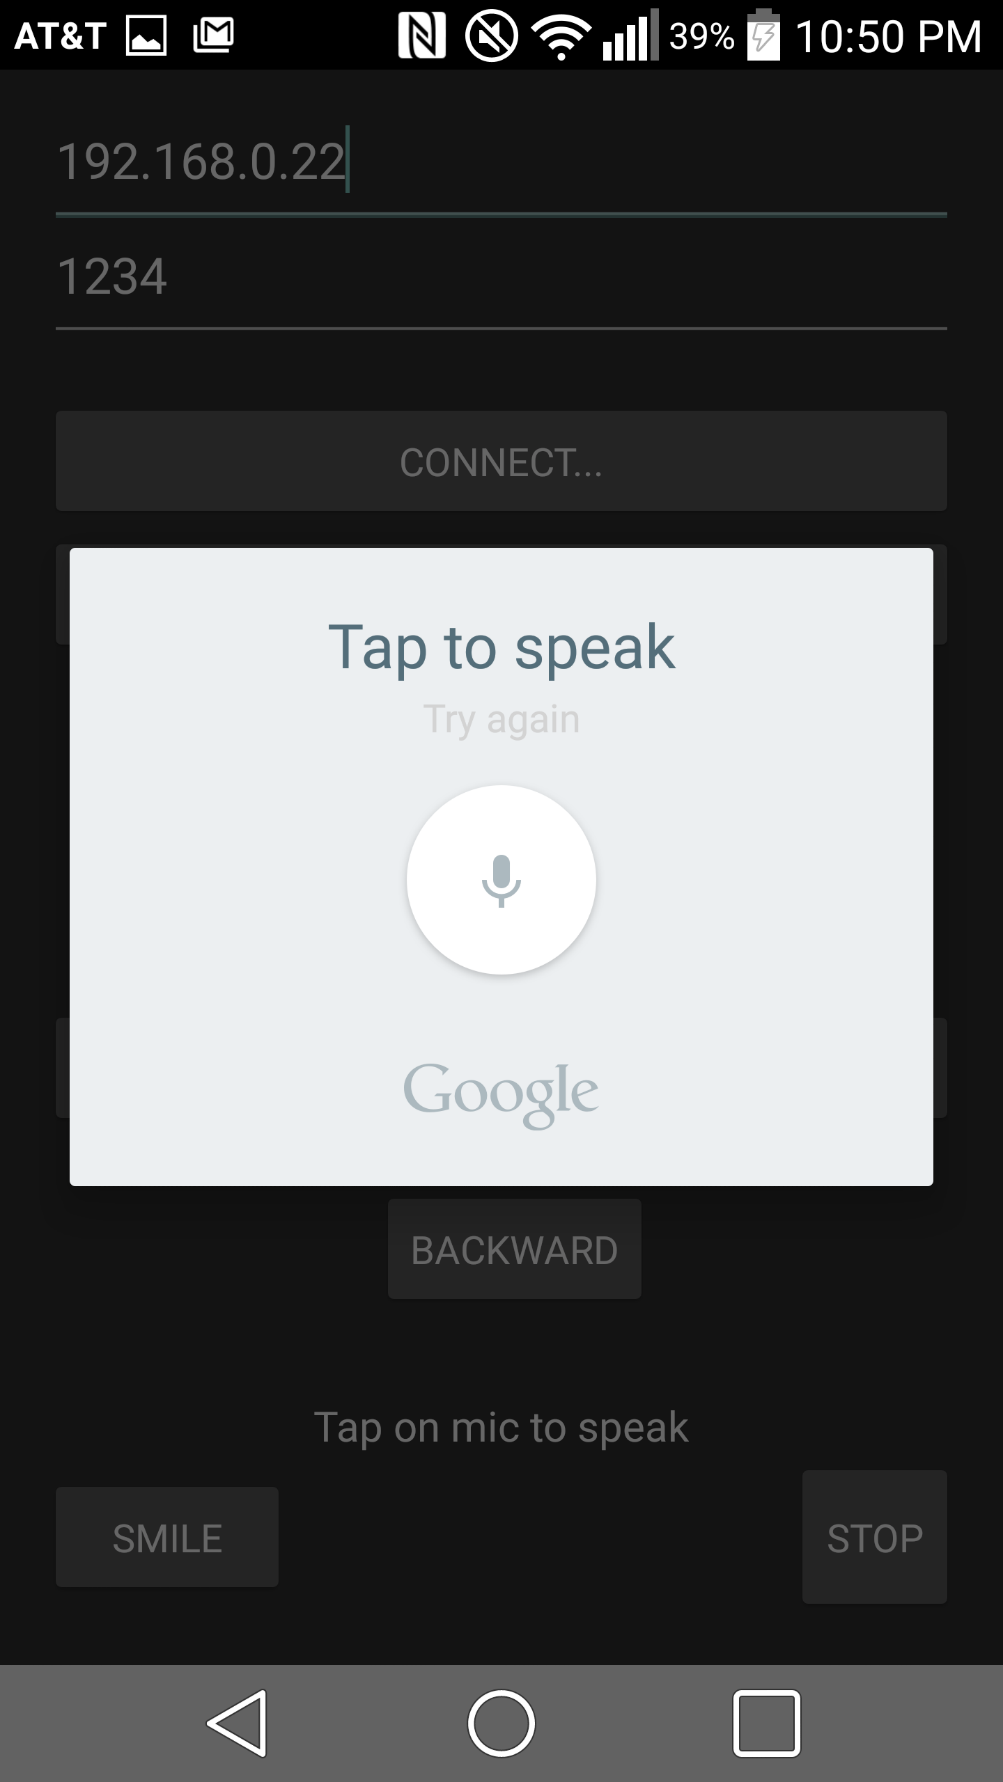 AT&T 39% 10:50 PM
192.168.0.22
1234
CONNECT...
Tap to speak
Try again
Google
BACKWARD
Tap on mic to speak
SMILE STOP